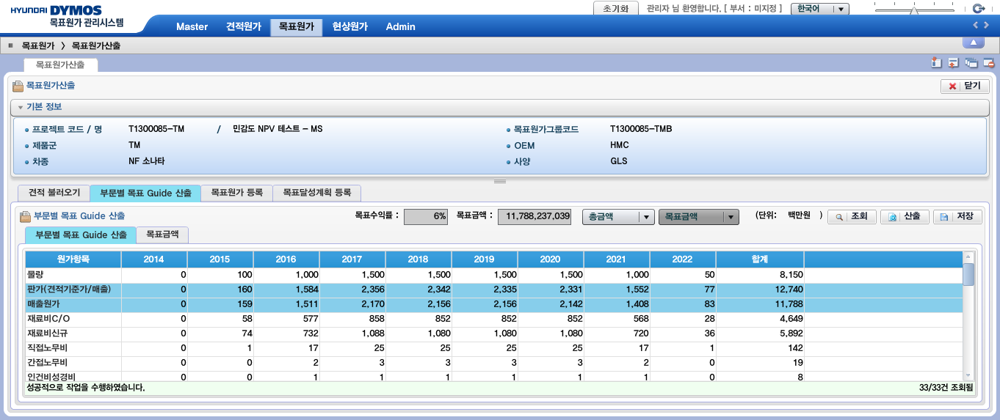 HYUNDAI DYMOS
목표원가 관리시스템
초기화 관리자 님 환영합니다. [ 부서 : 미지정 ] 한국어
Master 견적원가 목표원가 현상원가 Admin
목표원가 》 목표원가산출
목표원가산출
목표원가산출 닫기
기본 정보
프로젝트 코드 / 명 T1300085-TM / 민감도 NPV 테스트 - MS 목표원가그룹코드 T1300085-TMB
제품군 TM OEM HMC
차종 NF 소나타 사양 GLS
견적 불러오기 부문별 목표 Guide 산출 목표원가 등록 목표달성계획 등록
부문별 목표 Guide 산출 목표수익률 : 6% 목표금액 : 11,788,237,039 총금액 목표금액 (단위: 백만원 ) 조회 산출 저장
부문별 목표 Guide 산출 목표금액
원가항목 2014 2015 2016 2017 2018 2019 2020 2021 2022 합계
물량 0 100 1,000 1,500 1,500 1,500 1,500 1,000 50 8,150
판가(견적기준가/매출) 0 160 1,584 2,356 2,342 2,335 2,331 1,552 77 12,740
매출원가 0 159 1,511 2,170 2,156 2,156 2,142 1,408 83 11,788
재료비C/O 0 58 577 858 852 852 852 568 28 4,649
재료비신규 0 74 732 1,088 1,080 1,080 1,080 720 36 5,892
직접노무비 0 1 17 25 25 25 25 17 1 142
간접노무비 0 0 2 3 3 3 3 2 0 19
인건비성경비 0 0 1 1 1 1 1 1 0 8
성공적으로 작업을 수행하였습니다. 33/33건 조회됨